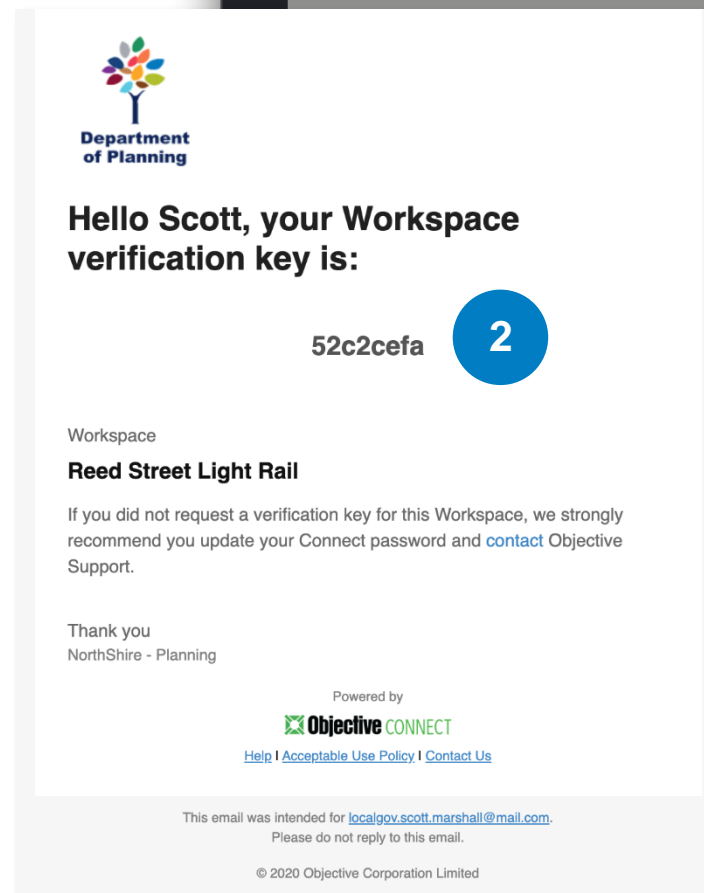 Department
of Planning
Hello Scott, your Workspace
verification key is:
52c2cefa
2
Workspace
Reed Street Light Rail
If you did not request a verification key for this Workspace, we strongly
recommend you update your Connect password and contact Objective
Support.
Thank you
NorthShire - Planning
Powered by
Objective CONNECT
Help I Acceptable Use Policy I Contact Us
This email was intended for localgov.scott.marshall@mail.com.
Please do not reply to this email.
© 2020 Objective Corporation Limited